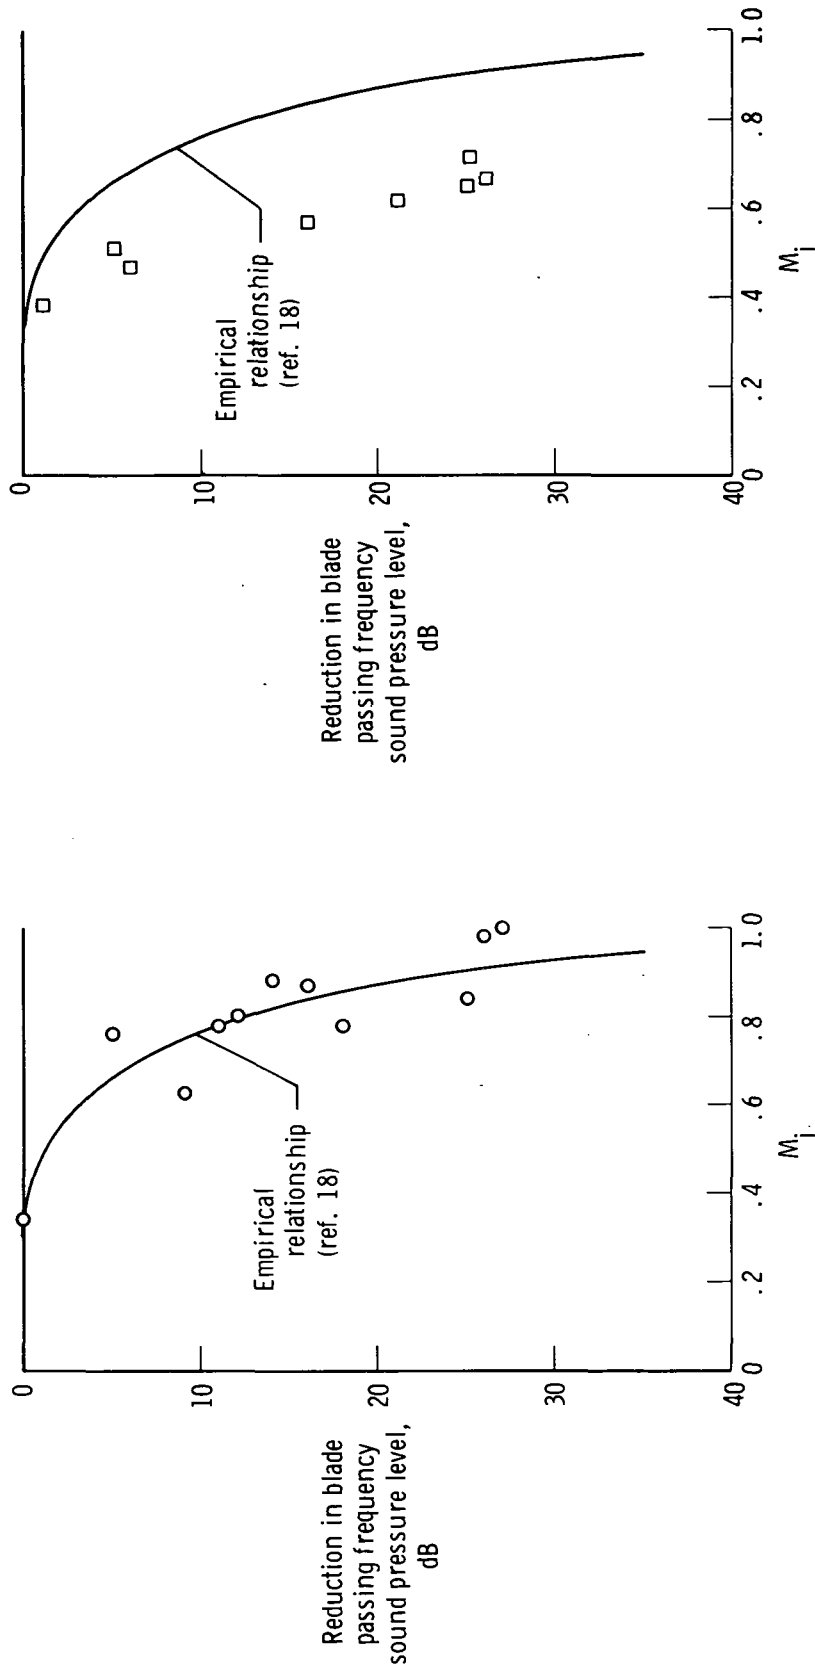 0
10
20
30
40
Reduction in blade
passing frequency
sound pressure level,
dB
Empirical
relationship
(ref. 18)
0
.2
.4
.6
.8
1.0
Mi
0
10
20
30
40
Reduction in blade
passing frequency
sound pressure level,
dB
Empirical
relationship
(ref. 18)
0
.2
.4
.6
.8
1.0
Mi